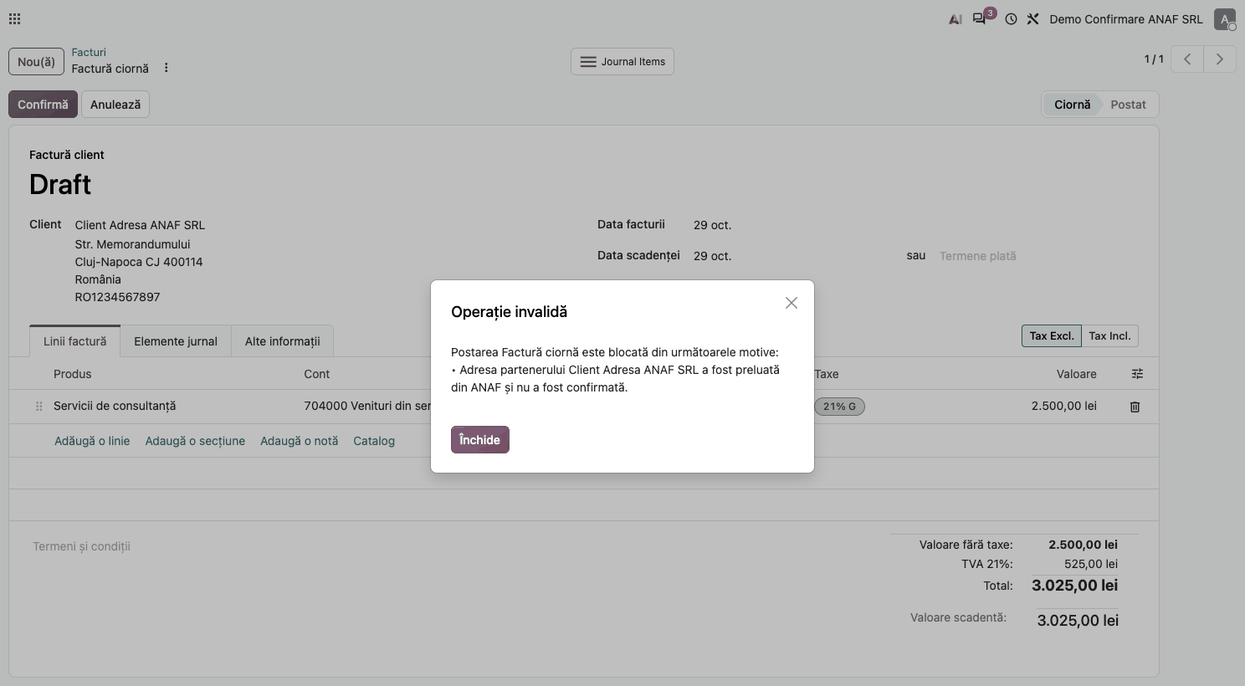 AI
3
Demo Confirmare ANAF SRL
A
Nou(ă)
Facturi
Factură ciornă
Journal Items
1 / 1
Confirmă
Anulează
Ciornă
Postat
Factură client
Draft
Client
Client Adresa ANAF SRL
Str. Memorandumului
Cluj-Napoca CJ 400114
România
RO1234567897
Data facturii
29 oct.
Data scadenței
29 oct.
sau
Termene plată
Operație invalidă
Postarea Factură ciornă este blocată din următoarele motive:
• Adresa partenerului Client Adresa ANAF SRL a fost preluată
din ANAF și nu a fost confirmată.
Închide
Linii factură
Elemente jurnal
Alte informații
Tax Excl.
Tax Incl.
Produs
Cont
Taxe
Valoare
Servicii de consultanță
704000 Venituri din ser
21% G
2.500,00 lei
Adăugă o linie
Adaugă o secțiune
Adaugă o notă
Catalog
Termeni și condiții
Valoare fără taxe:
2.500,00 lei
TVA 21%:
525,00 lei
Total:
3.025,00 lei
Valoare scadentă:
3.025,00 lei